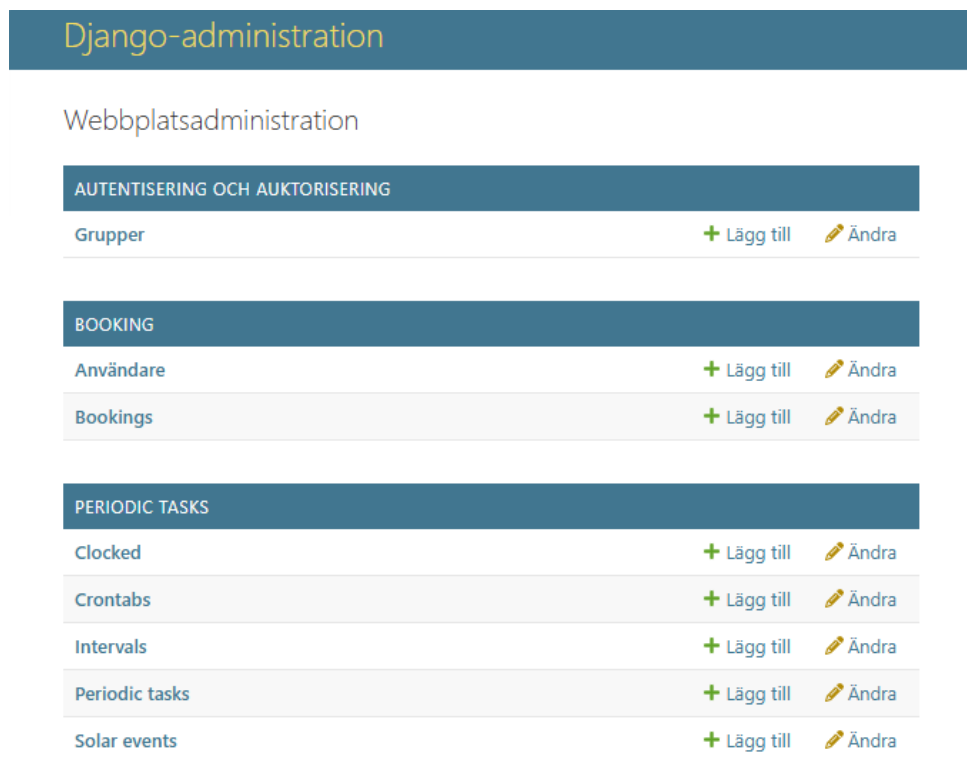 Django-administration
Webbplatsadministration
AUTENTISERING OCH AUKTORISERING
Grupper Lägg till Ändra
BOOKING
Användare Lägg till Ändra
Bookings Lägg till Ändra
PERIODIC TASKS
Clocked Lägg till Ändra
Crontabs Lägg till Ändra
Intervals Lägg till Ändra
Periodic tasks Lägg till Ändra
Solar events Lägg till Ändra